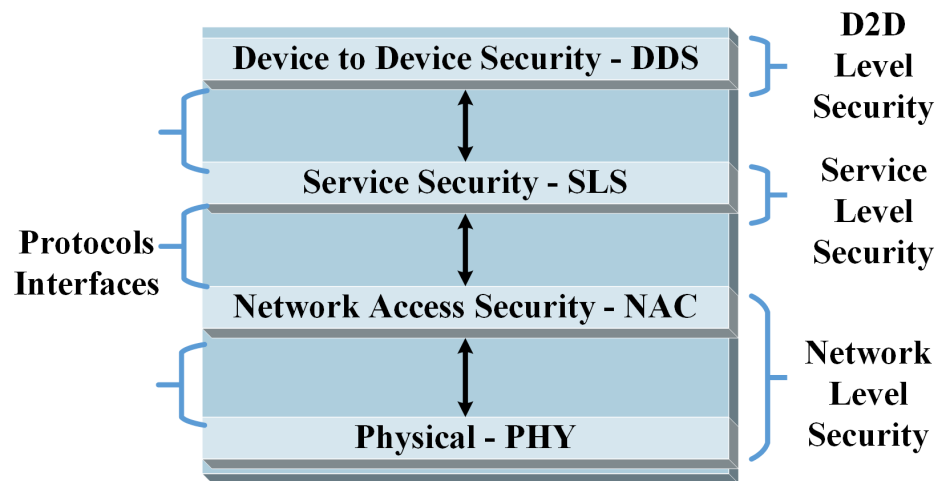 Device to Device Security - DDS
D2D
Level
Security
Service Security - SLS
Service
Level
Security
Protocols
Interfaces
Network Access Security - NAC
Network
Level
Security
Physical - PHY